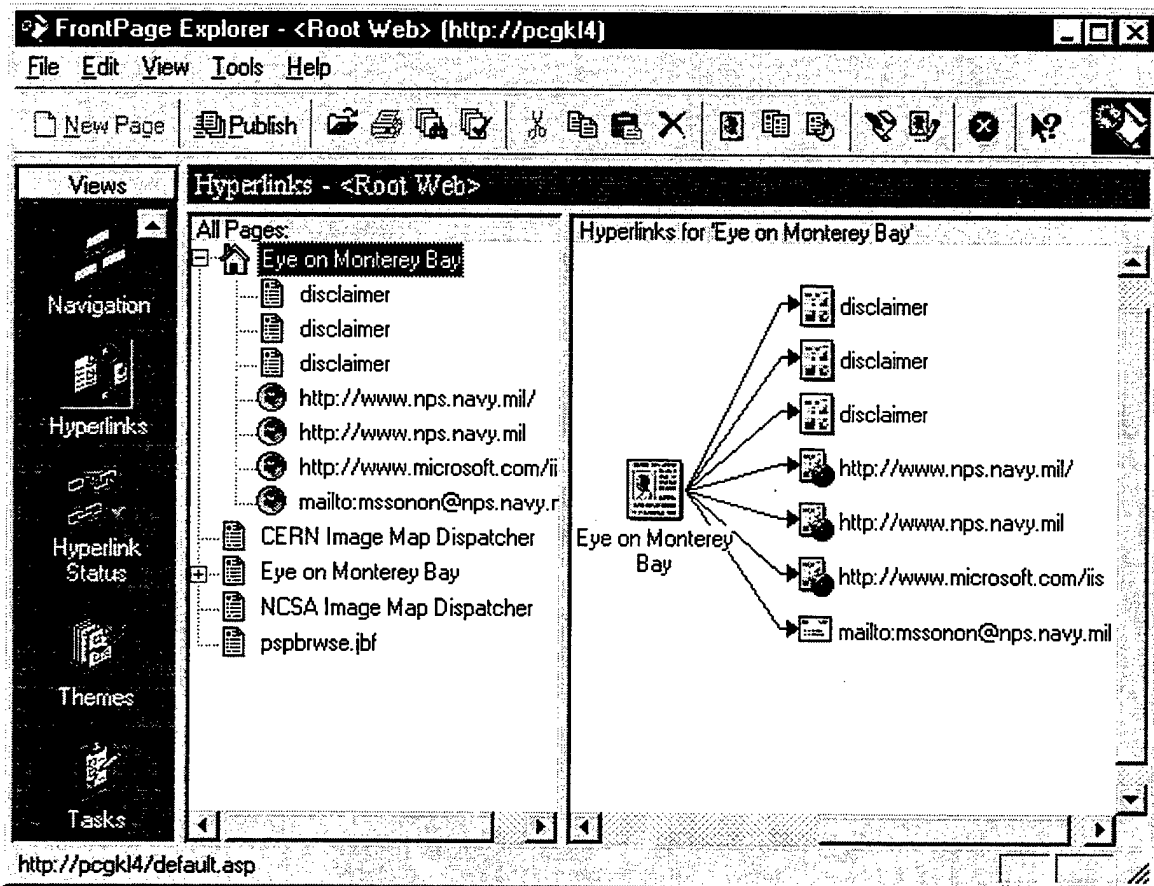 FrontPage Explorer - <Root Web> (http://pcgkl4)
File Edit View Tools Help
New Page Publish
Views
Navigation
Hyperlinks
Hyperlink
Status
Themes
Tasks
Hyperlinks - <Root Web>
All Pages:
Eye on Monterey Bay
disclaimer
disclaimer
disclaimer
http://www.nps.navy.mil/
http://www.nps.navy.mil
http://www.microsoft.com/ii
mailto:mssonon@nps.navy.r
CERN Image Map Dispatcher
Eye on Monterey Bay
NCSA Image Map Dispatcher
pspbrwse.jbf
Hyperlinks for 'Eye on Monterey Bay'
Eye on Monterey
Bay
disclaimer
disclaimer
disclaimer
http://www.nps.navy.mil/
http://www.nps.navy.mil
http://www.microsoft.com/iis
mailto:mssonon@nps.navy.mil
http://pcgkl4/default.asp